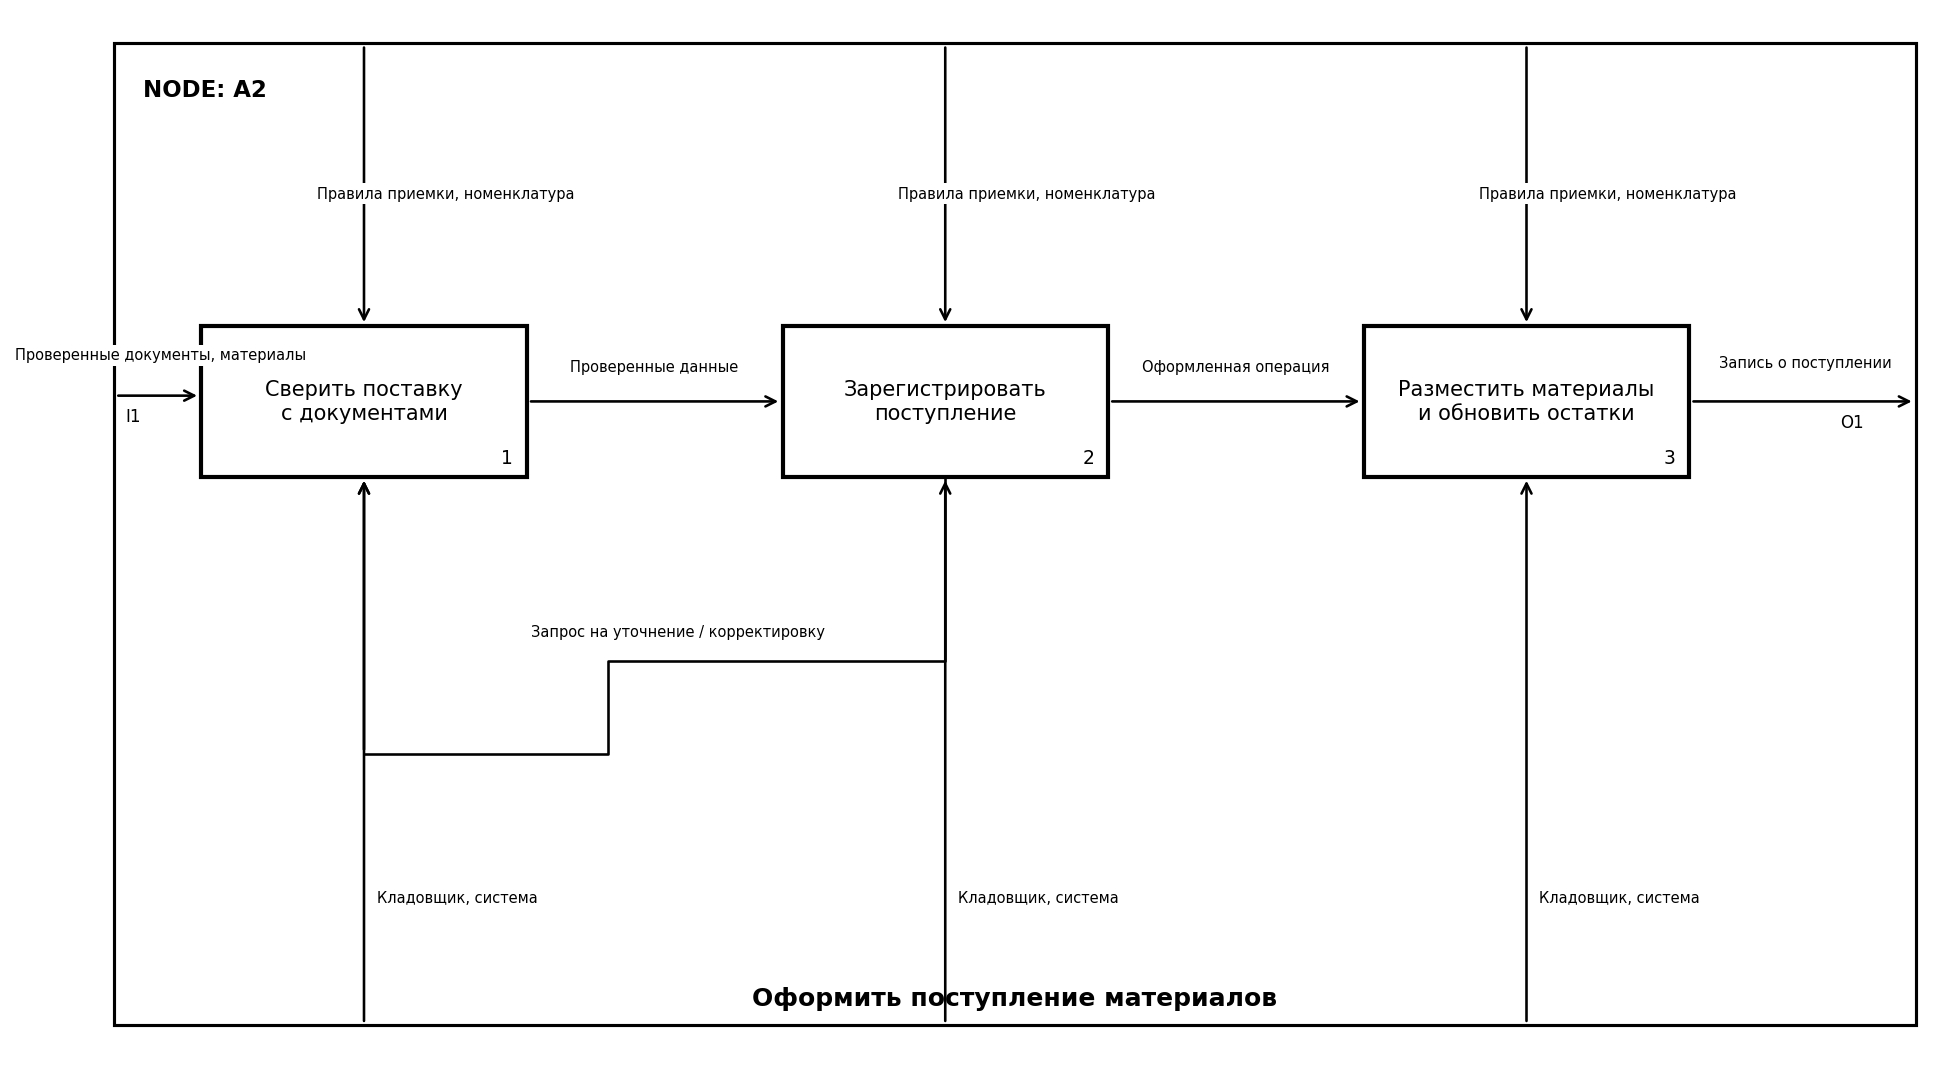 NODE: A2
Правила приемки, номенклатура
Правила приемки, номенклатура
Правила приемки, номенклатура
Проверенные документы, материалы
I1
Сверить поставку
с документами
1
Проверенные данные
Зарегистрировать
поступление
2
Оформленная операция
Разместить материалы
и обновить остатки
3
Запись о поступлении
O1
Запрос на уточнение / корректировку
Кладовщик, система
Кладовщик, система
Кладовщик, система
Оформить поступление материалов